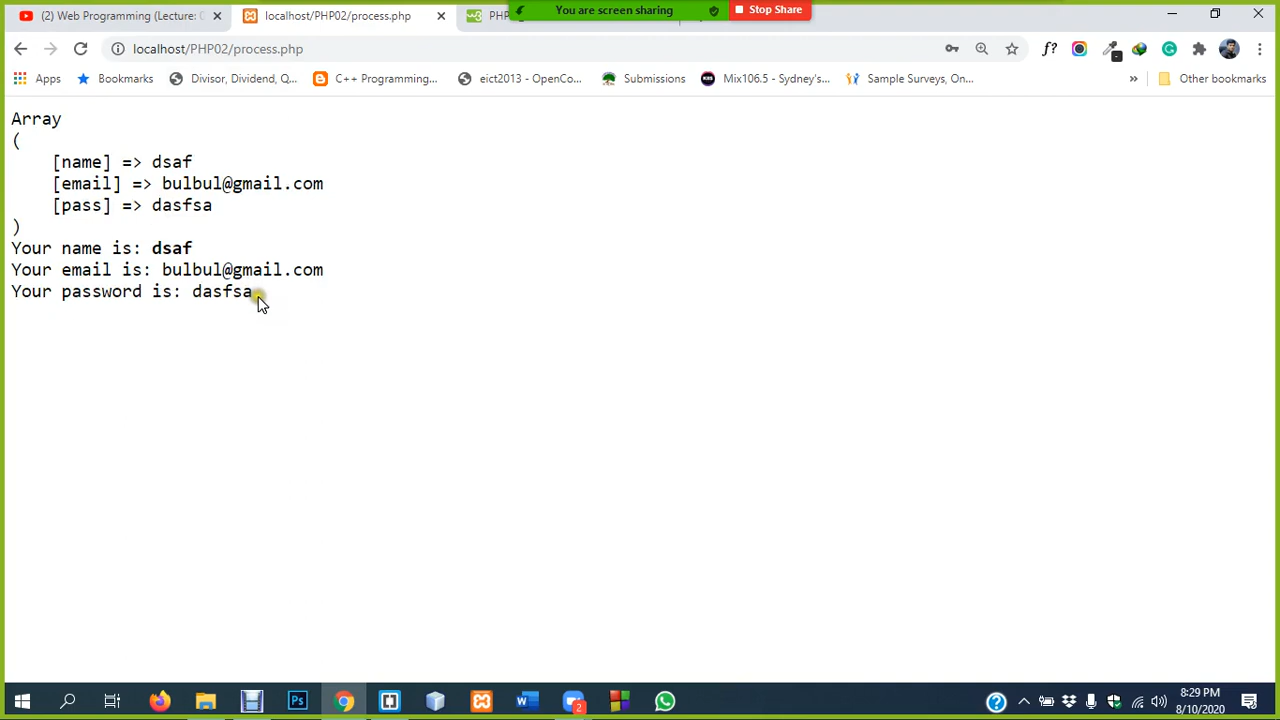 You are screen sharing
Stop Share
(2) Web Programming (Lecture: 0
localhost/PHP02/process.php
localhost/PHP02/process.php
f?
Apps
Bookmarks
Divisor, Dividend, Q...
C++ Programming...
eict2013 - OpenCo...
Submissions
Mix106.5 - Sydney's...
Sample Surveys, On...
»
Other bookmarks
Array
(
[name] => dsaf
[email] => bulbul@gmail.com
[pass] => dasfsa
)
Your name is: dsaf
Your email is: bulbul@gmail.com
Your password is: dasfsa
Ps
2
8:29 PM
8/10/2020